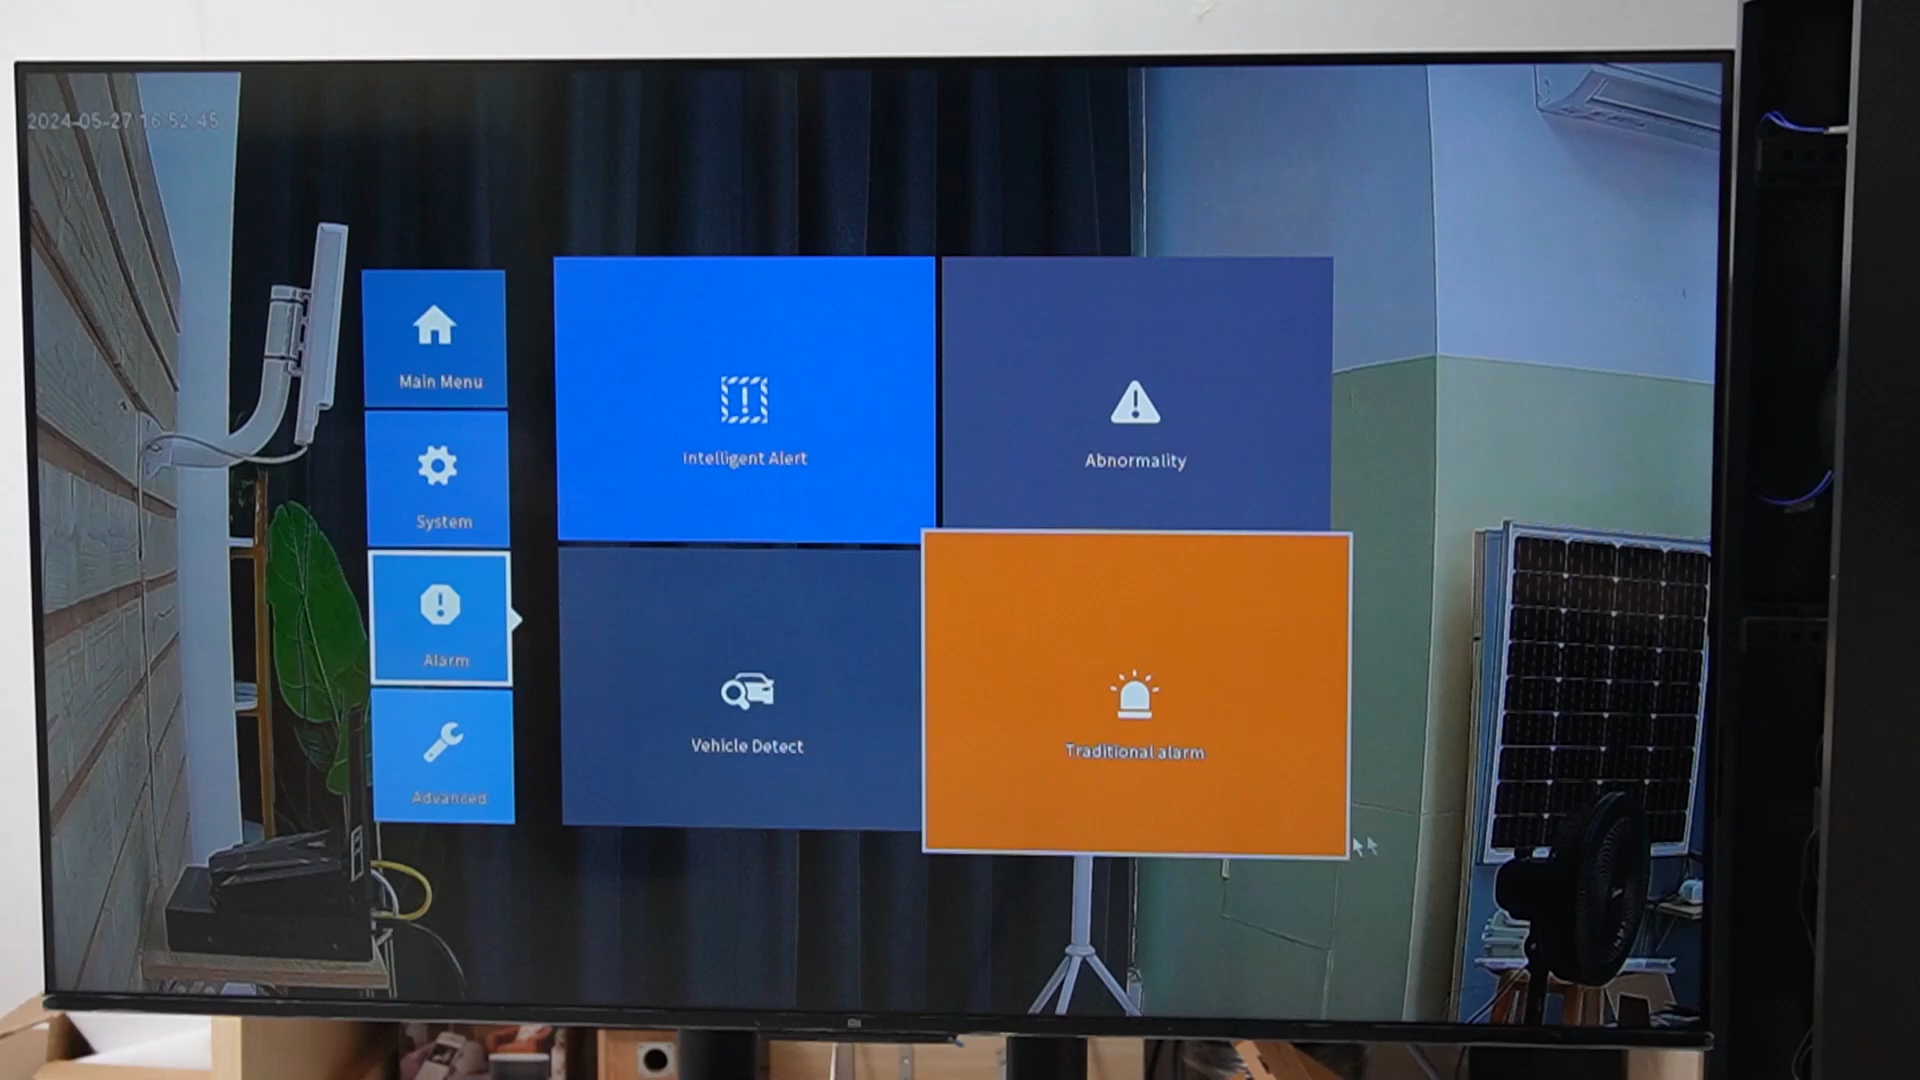 2024-05-27 16:52:45
Main Menu
System
Alarm
Advanced
Intelligent Alert
Abnormality
Vehicle Detect
Traditional alarm